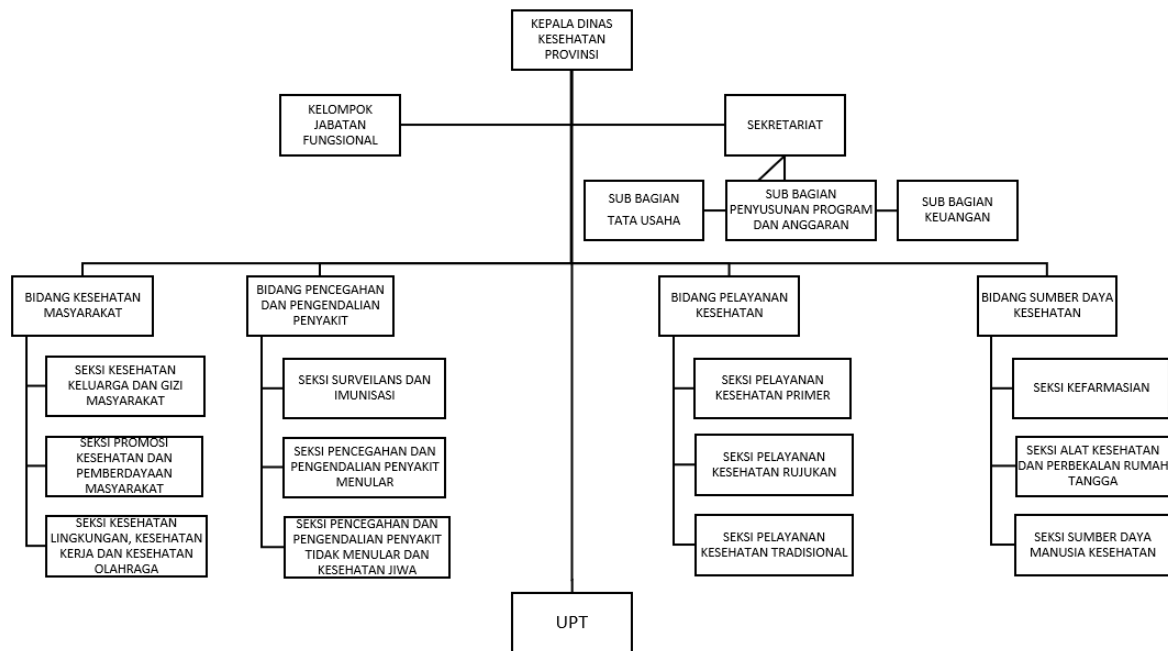 KEPALA DINAS
KESEHATAN
PROVINSI
KELOMPOK
JABATAN
FUNGSIONAL
SEKRETARIAT
SUB BAGIAN
TATA USAHA
SUB BAGIAN
PENYUSUNAN PROGRAM
DAN ANGGARAN
SUB BAGIAN
KEUANGAN
BIDANG KESEHATAN
MASYARAKAT
BIDANG PENCEGAHAN
DAN PENGENDALIAN
PENYAKIT
BIDANG PELAYANAN
KESEHATAN
BIDANG SUMBER DAYA
KESEHATAN
SEKSI KESEHATAN
KELUARGA DAN GIZI
MASYARAKAT
SEKSI SURVEILANS DAN
IMUNISASI
SEKSI PELAYANAN
KESEHATAN PRIMER
SEKSI KEFARMASIAN
SEKSI PROMOSI
KESEHATAN DAN
PEMBERDAYAAN
MASYARAKAT
SEKSI PENCEGAHAN DAN
PENGENDALIAN PENYAKIT
MENULAR
SEKSI PELAYANAN
KESEHATAN RUJUKAN
SEKSI ALAT KESEHATAN
DAN PERBEKALAN RUMAH
TANGGA
SEKSI KESEHATAN
LINGKUNGAN, KESEHATAN
KERJA DAN KESEHATAN
OLAHRAGA
SEKSI PENCEGAHAN DAN
PENGENDALIAN PENYAKIT
TIDAK MENULAR DAN
KESEHATAN JIWA
SEKSI PELAYANAN
KESEHATAN TRADISIONAL
SEKSI SUMBER DAYA
MANUSIA KESEHATAN
UPT